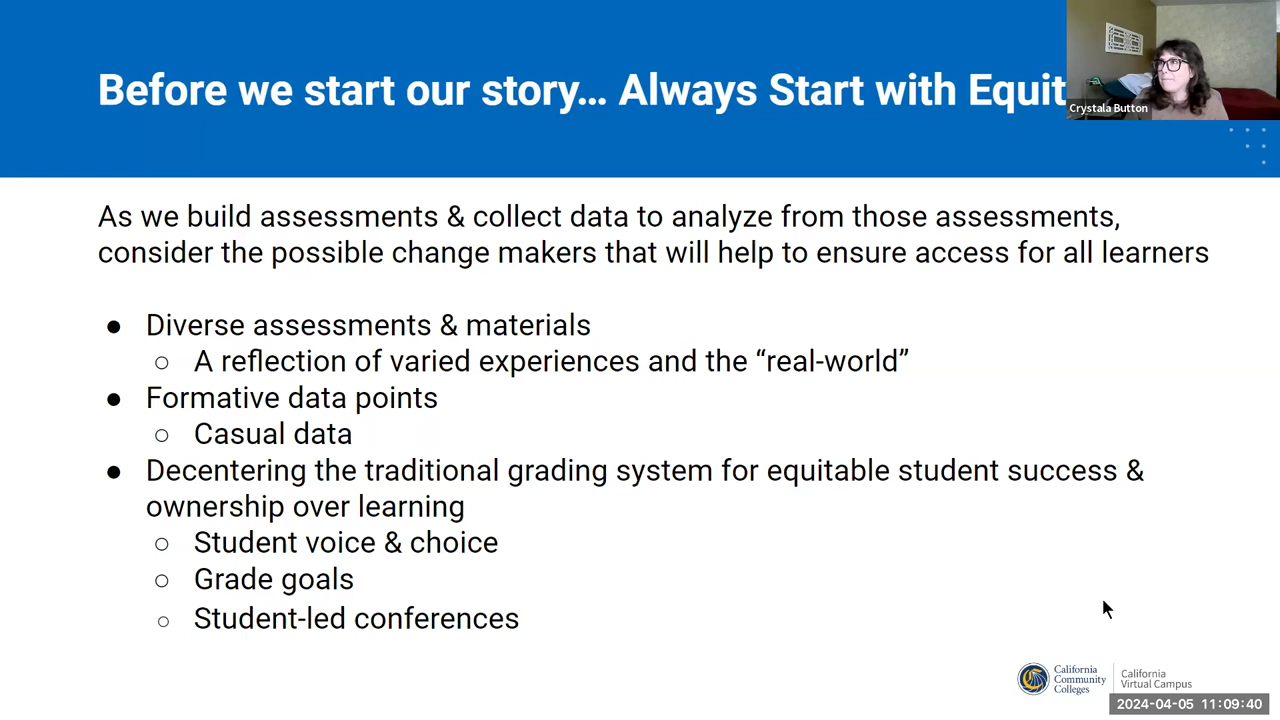 Before we start our story... Always Start with Equit
Crystala Button
As we build assessments & collect data to analyze from those assessments,
consider the possible change makers that will help to ensure access for all learners
● Diverse assessments & materials
○ A reflection of varied experiences and the “real-world”
● Formative data points
○ Casual data
● Decentering the traditional grading system for equitable student success &
ownership over learning
○ Student voice & choice
○ Grade goals
○ Student-led conferences
California
Community
Colleges
California
Virtual Campus
2024-04-05 11:09:40